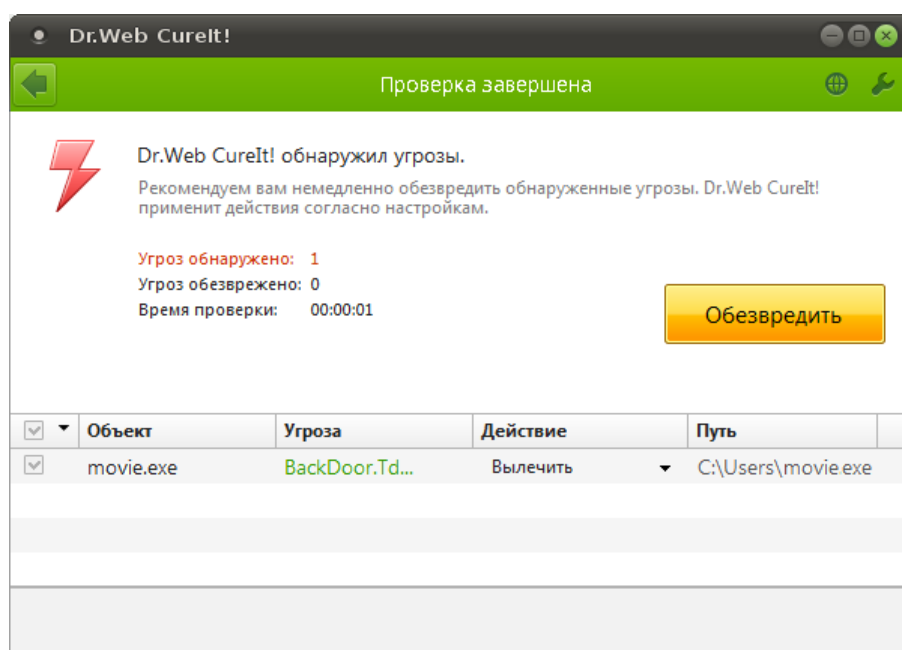 Dr.Web CureIt!
Проверка завершена
Dr.Web CureIt! обнаружил угрозы.
Рекомендуем вам немедленно обезвредить обнаруженные угрозы. Dr.Web CureIt!
применит действия согласно настройкам.
Угроз обнаружено: 1
Угроз обезврежено: 0
Время проверки: 00:00:01
Обезвредить
Объект Угроза Действие Путь
movie.exe BackDoor.Td... Вылечить C:\Users\movie.exe